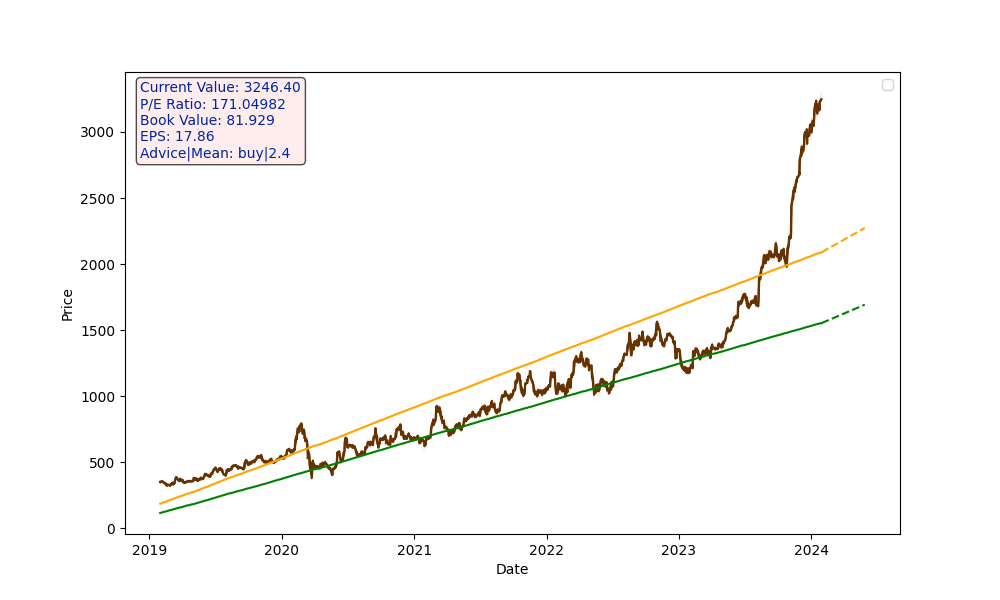 Current Value: 3246.40
P/E Ratio: 171.04982
Book Value: 81.929
EPS: 17.86
Advice|Mean: buy|2.4
Price
3000
2500
2000
1500
1000
500
0
2019 2020 2021 2022 2023 2024
Date